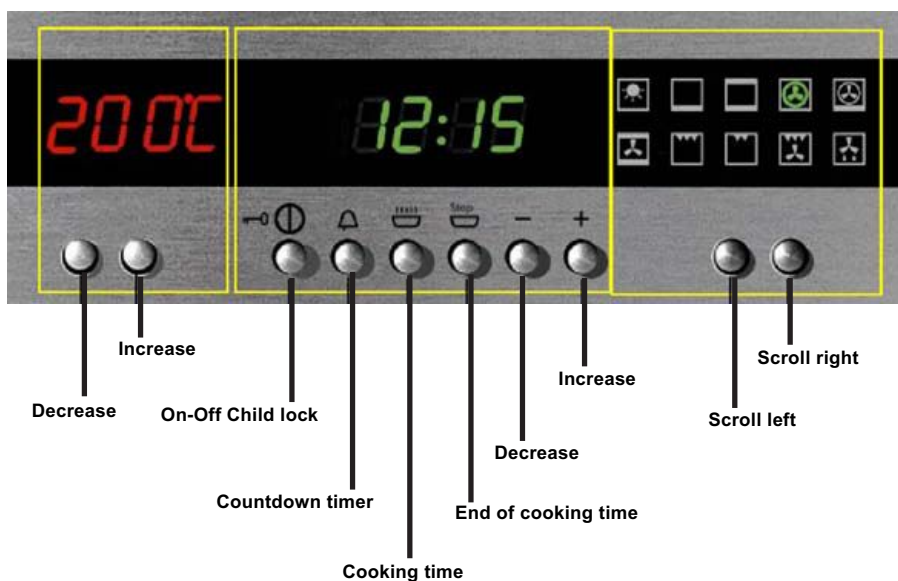 200°C
12:15
Stop
- +
Increase
Scroll right
Increase
Decrease
On-Off Child lock
Scroll left
Decrease
Countdown timer
End of cooking time
Cooking time